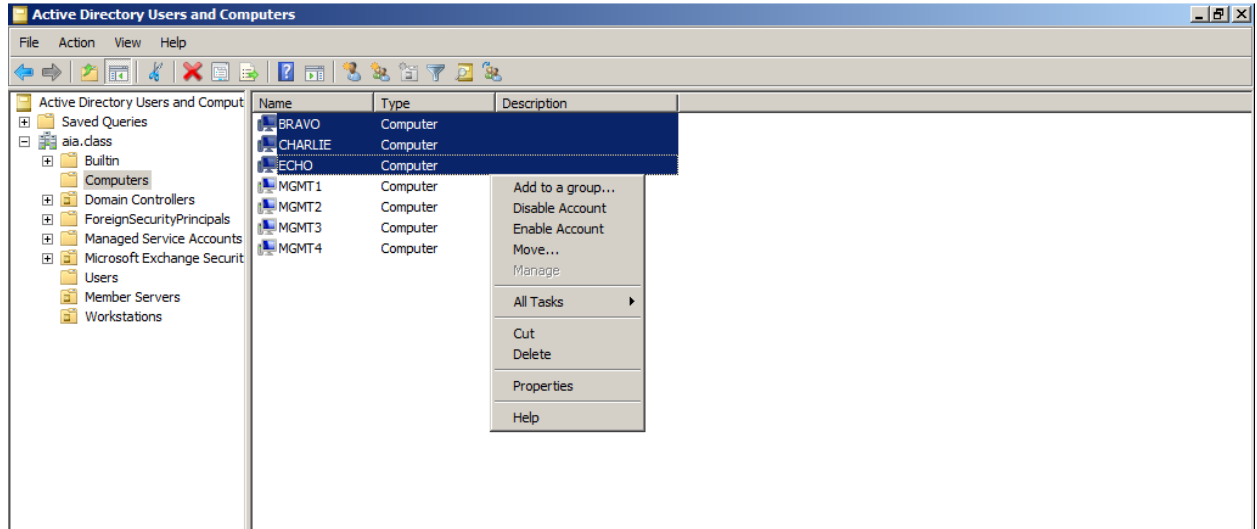 Active Directory Users and Computers
File Action View Help
Active Directory Users and Comput
Saved Queries
aia.class
Builtin
Computers
Domain Controllers
ForeignSecurityPrincipals
Managed Service Accounts
Microsoft Exchange Securit
Users
Member Servers
Workstations
Name Type Description
BRAVO Computer
CHARLIE Computer
ECHO Computer
MGMT1 Computer
MGMT2 Computer
MGMT3 Computer
MGMT4 Computer
Add to a group...
Disable Account
Enable Account
Move...
Manage
All Tasks
Cut
Delete
Properties
Help